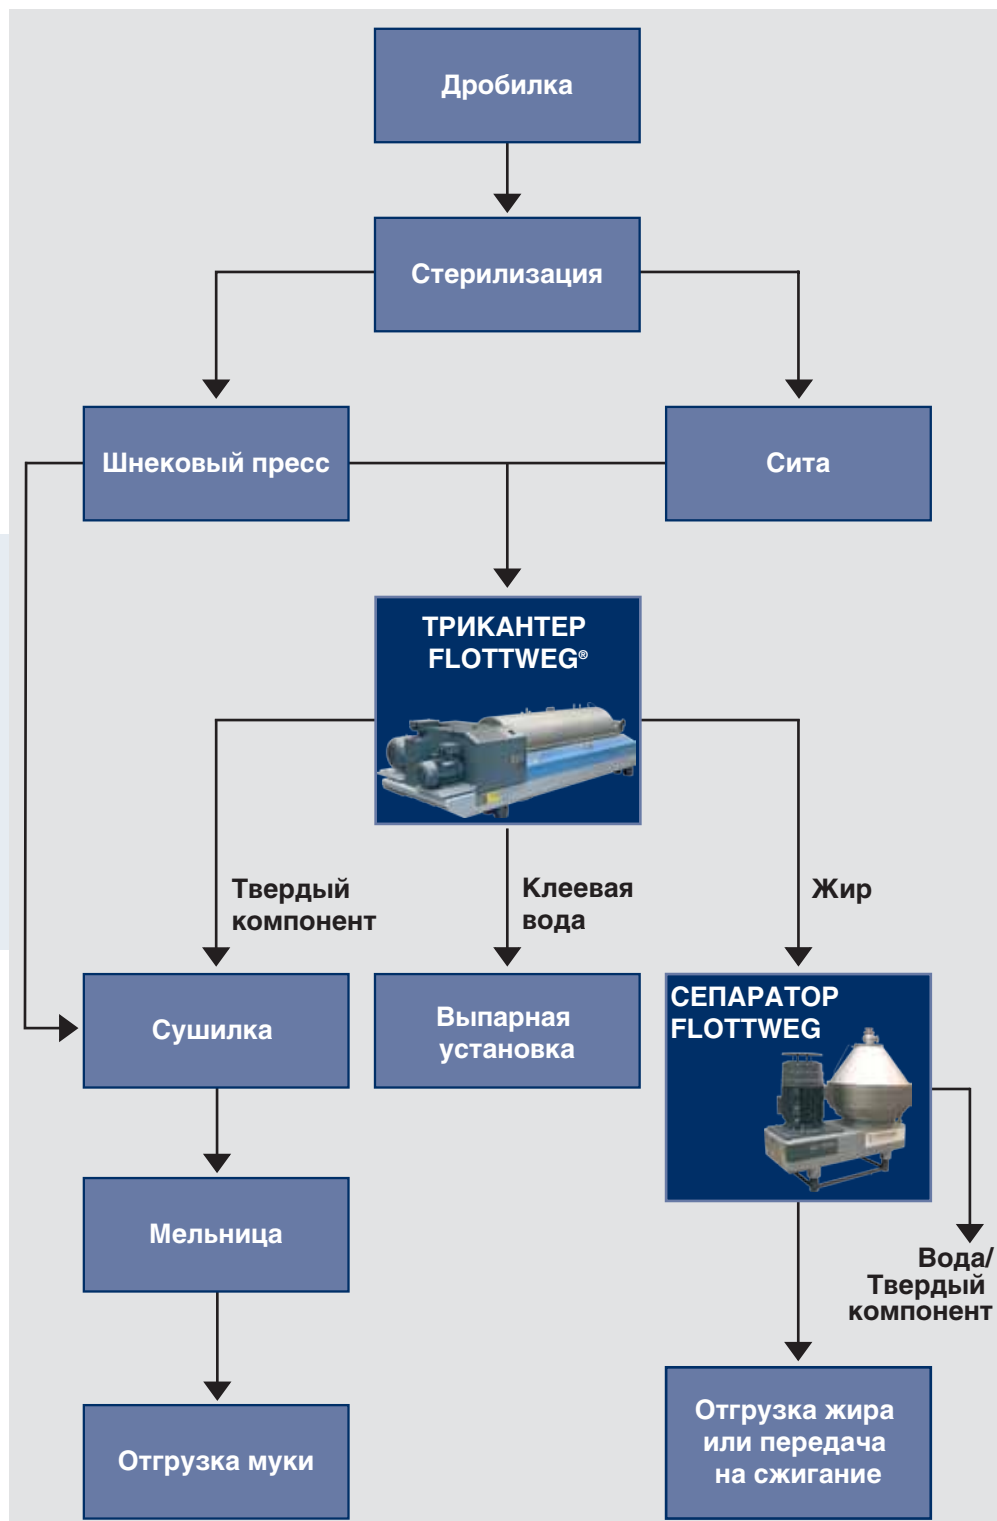 Дробилка
Стерилизация
Шнековый пресс
Сита
ТРИКАНТЕР
FLOTTWEG®
Твердый
компонент
Клеевая
вода
Жир
Сушилка
Выпарная
установка
СЕПАРАТОР
FLOTTWEG
Мельница
Вода/
Твердый
компонент
Отгрузка муки
Отгрузка жира
или передача
на сжигание